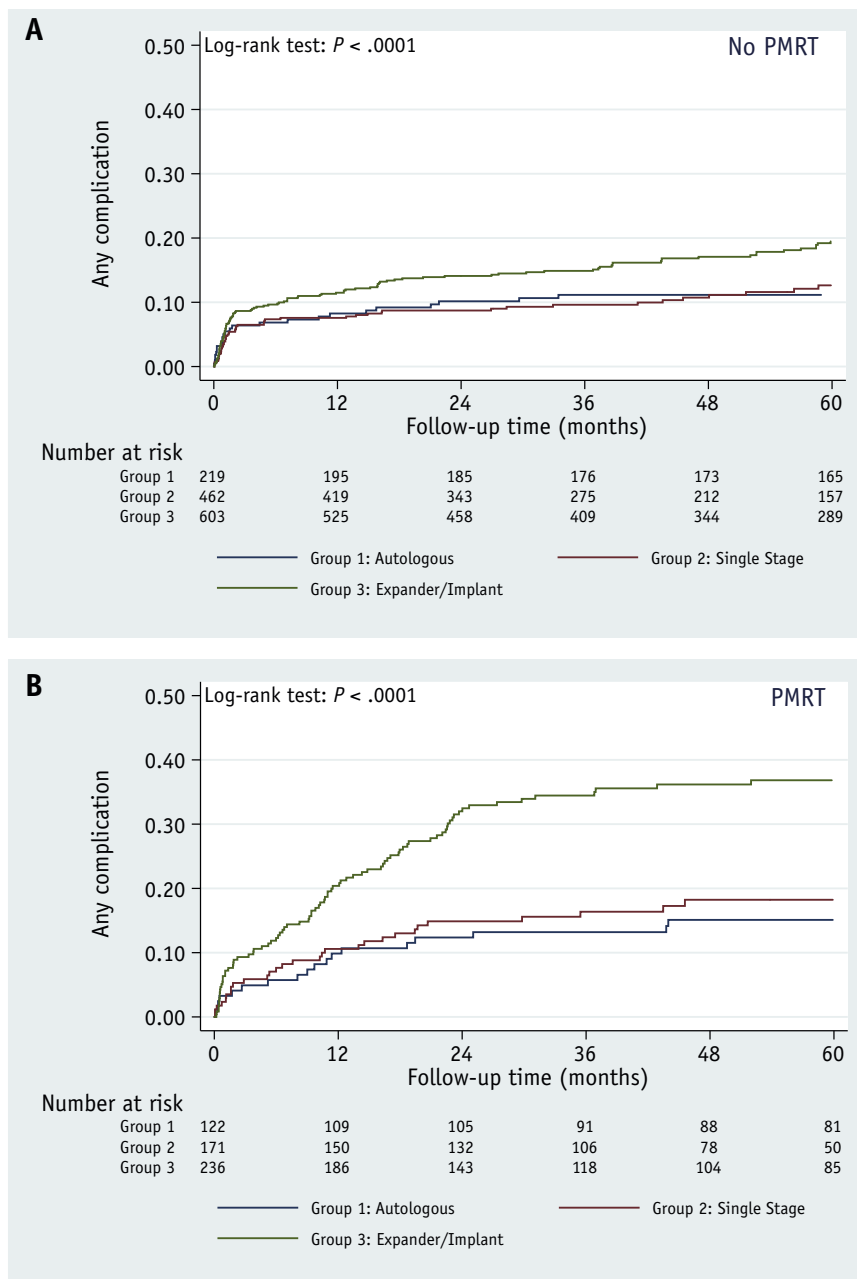 A
Log-rank test: P < .0001
No PMRT
Any complication
0.50
0.40
0.30
0.20
0.10
0.00
0 12 24 36 48 60
Follow-up time (months)
Number at risk
Group 1 219 195 185 176 173 165
Group 2 462 419 343 275 212 157
Group 3 603 525 458 409 344 289
Group 1: Autologous
Group 2: Single Stage
Group 3: Expander/Implant
B
Log-rank test: P < .0001
PMRT
Any complication
0.50
0.40
0.30
0.20
0.10
0.00
0 12 24 36 48 60
Follow-up time (months)
Number at risk
Group 1 122 109 105 91 88 81
Group 2 171 150 132 106 78 50
Group 3 236 186 143 118 104 85
Group 1: Autologous
Group 2: Single Stage
Group 3: Expander/Implant